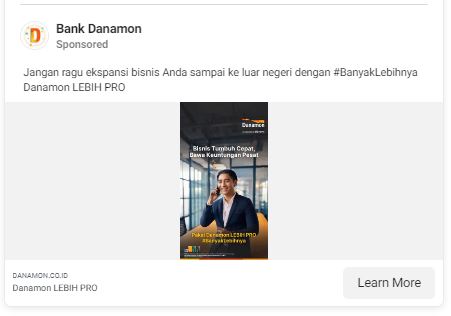 Bank Danamon
Sponsored
Jangan ragu ekspansi bisnis Anda sampai ke luar negeri dengan #BanyakLebihnya
Danamon LEBIH PRO
Danamon
Bisnis Tumbuh Cepat,
Bawa Keuntungan Pesat
Pakai Danamon LEBIH PRO
#BanyakLebihnya
DANAMON.CO.ID
Danamon LEBIH PRO
Learn More